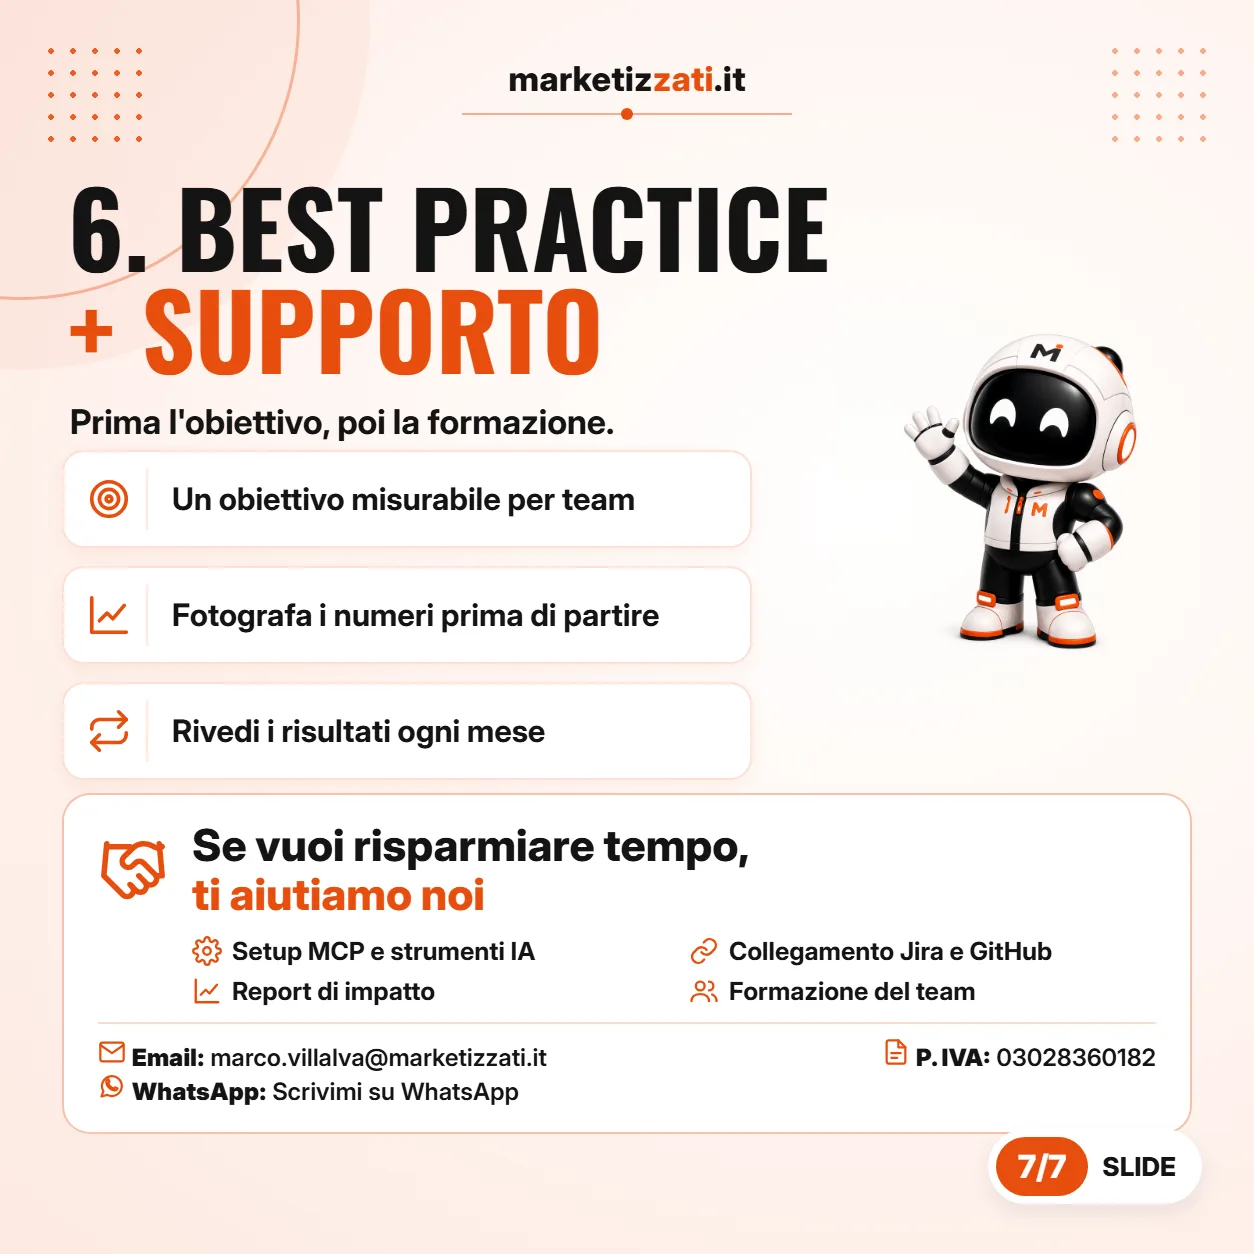 marketizzati.it
6. BEST PRACTICE
+ SUPPORTO
Prima l'obiettivo, poi la formazione.
Un obiettivo misurabile per team
Fotografa i numeri prima di partire
Rivedi i risultati ogni mese
Se vuoi risparmiare tempo,
ti aiutiamo noi
Setup MCP e strumenti IA
Collegamento Jira e GitHub
Report di impatto
Formazione del team
Email: marco.villalva@marketizzati.it
P. IVA: 03028360182
WhatsApp: Scrivimi su WhatsApp
7/7 SLIDE